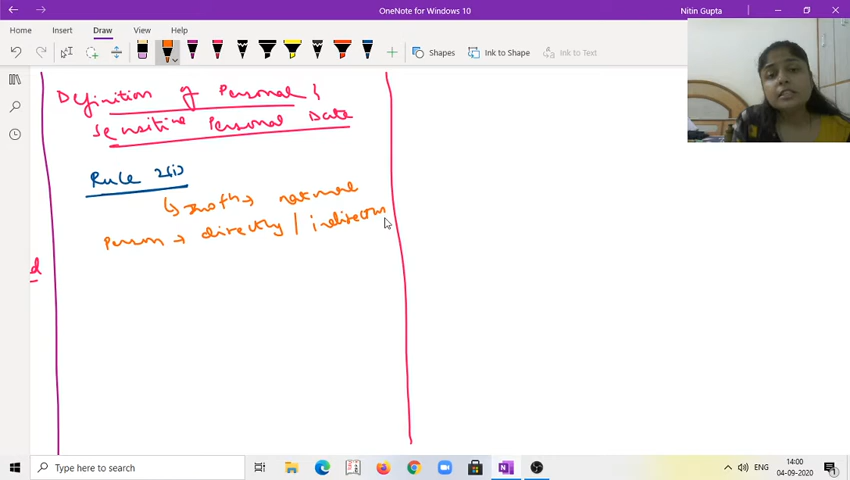 OneNote for Windows 10
Nitin Gupta
Home Insert Draw View Help
Shapes Ink to Shape Ink to Text
Definition of Personal &
Sensitive Personal Data
Rule 2(i)
natural
Person → directly / indirectly
d
Type here to search
ENG
14:00
04-09-2020